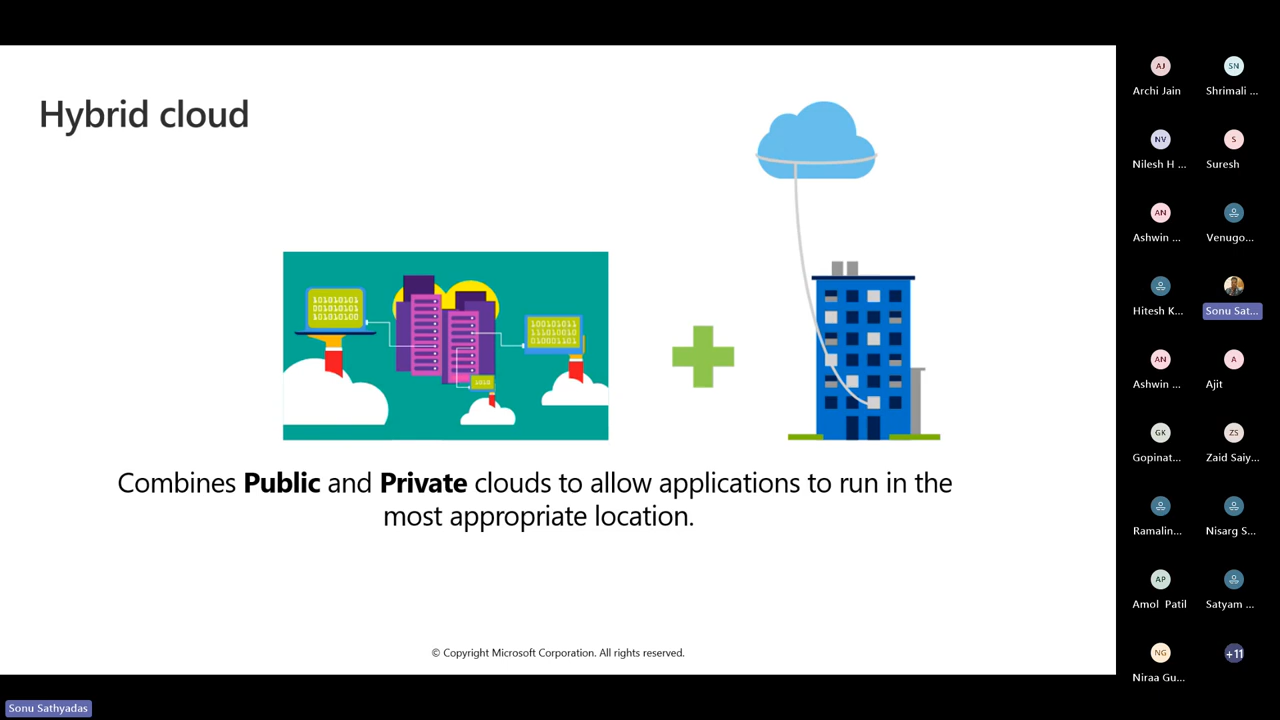 Hybrid cloud
101010101
001010101
101010100
100101011
111010010
010001101
1010
Combines Public and Private clouds to allow applications to run in the
most appropriate location.
© Copyright Microsoft Corporation. All rights reserved.
AJ
Archi Jain
SN
Shrimali ...
NV
Nilesh H ...
S
Suresh
AN
Ashwin ...
Venugo...
Hitesh K...
Sonu Sat...
AN
Ashwin ...
A
Ajit
GK
Gopinat...
ZS
Zaid Saiy...
Ramalin...
Nisarg S...
AP
Amol Patil
Satyam ...
NG
Niraa Gu...
+11
Sonu Sathyadas